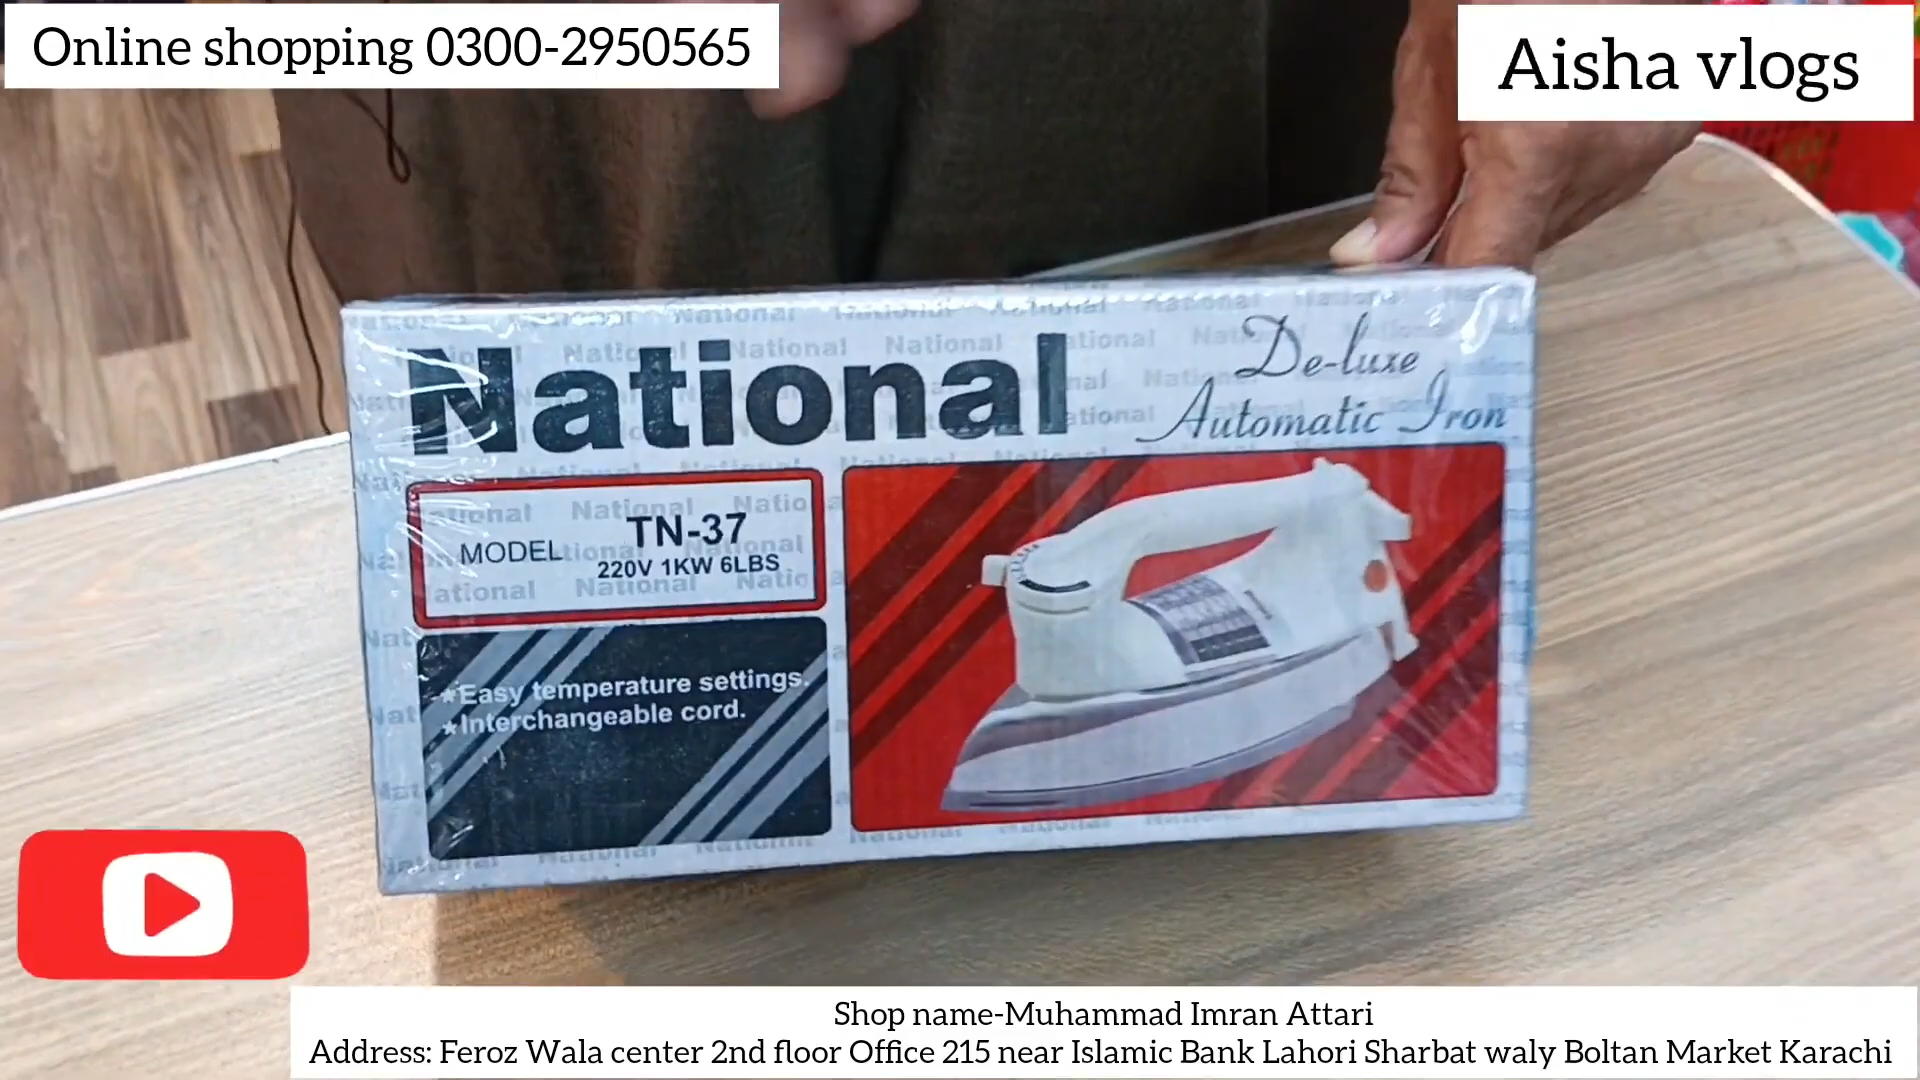 Online shopping 0300-2950565
Aisha vlogs
National
De-luxe
Automatic Iron
MODEL TN-37
220V 1KW 6LBS
*Easy temperature settings.
*Interchangeable cord.
Shop name-Muhammad Imran Attari
Address: Feroz Wala center 2nd floor Office 215 near Islamic Bank Lahori Sharbat waly Boltan Market Karachi